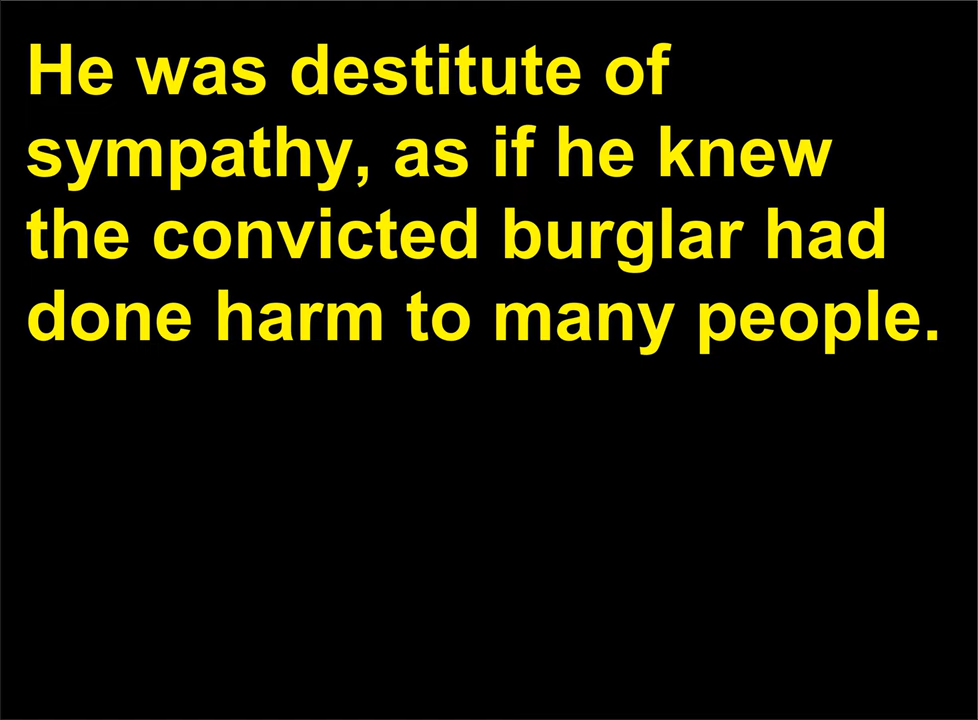 He was destitute of
sympathy, as if he knew
the convicted burglar had
done harm to many people.